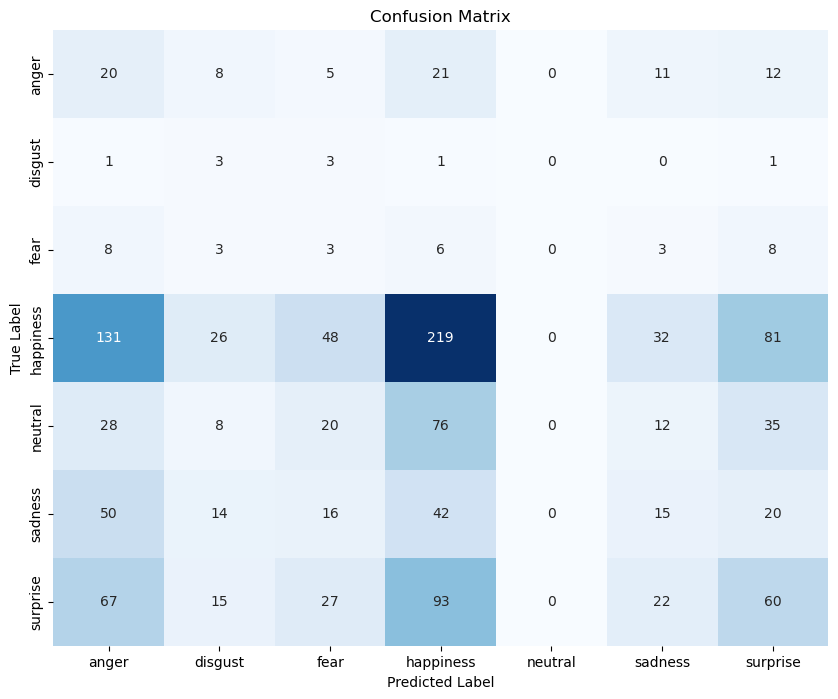 Confusion Matrix
anger 20 8 5 21 0 11 12
disgust 1 3 3 1 0 0 1
fear 8 3 3 6 0 3 8
True Label
happiness 131 26 48 219 0 32 81
neutral 28 8 20 76 0 12 35
sadness 50 14 16 42 0 15 20
surprise 67 15 27 93 0 22 60
anger disgust fear happiness neutral sadness surprise
Predicted Label